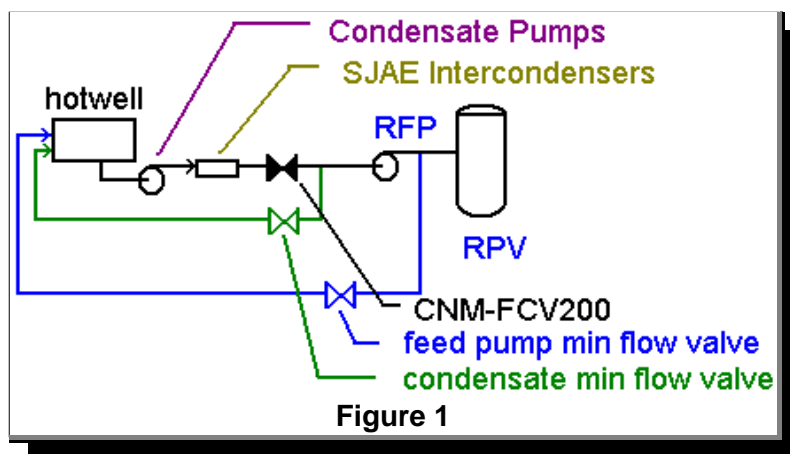 Condensate Pumps
SJAE Intercondensers
hotwell
RFP
RPV
CNM-FCV200
feed pump min flow valve
condensate min flow valve
Figure 1